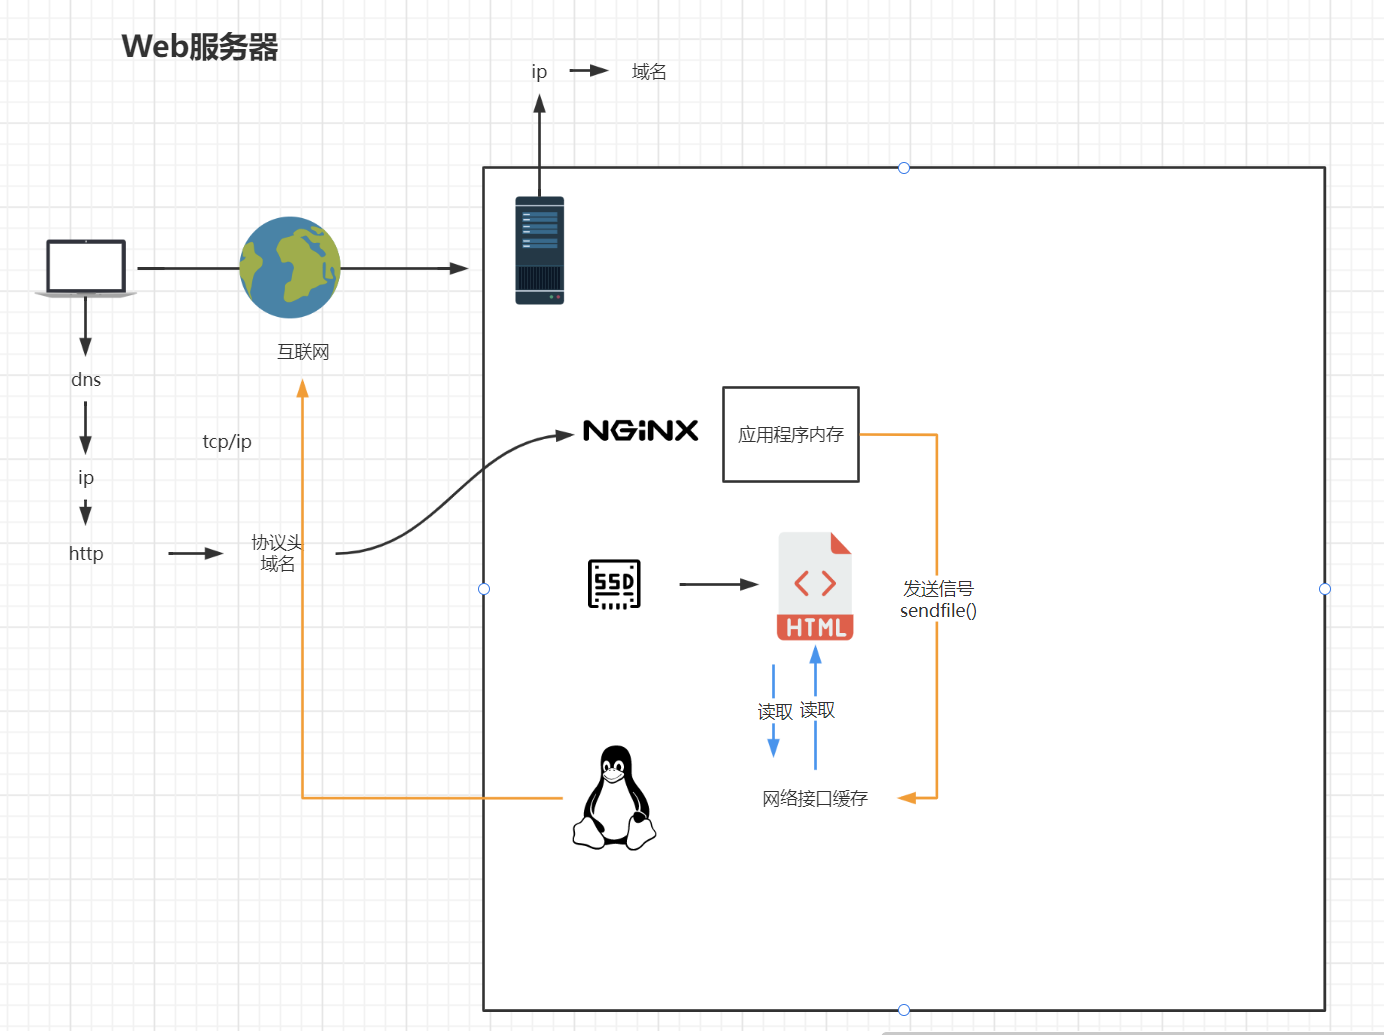 Web服务器
ip
域名
互联网
dns
tcp/ip
ip
http
协议头
域名
NGiNX
应用程序内存
SSD
HTML
发送信号
sendfile()
读取
读取
网络接口缓存